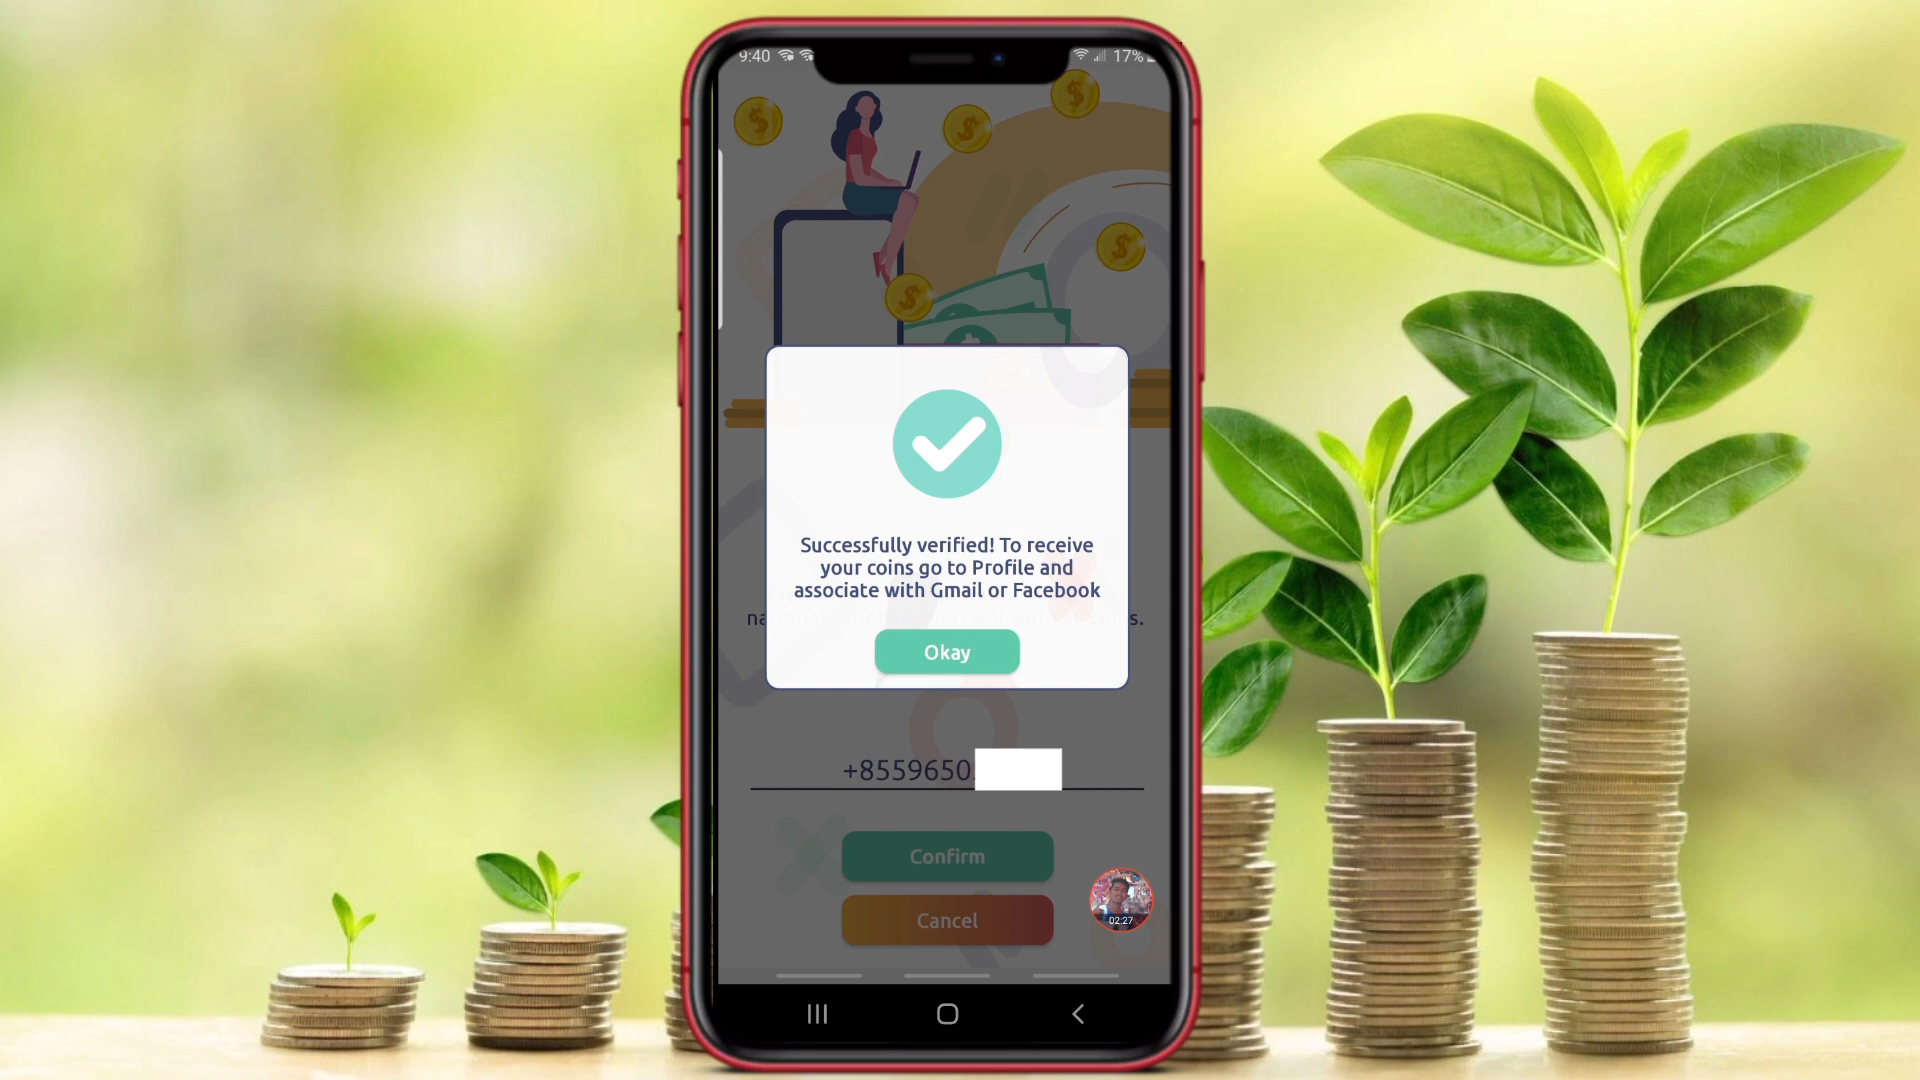 9:40
17%
Successfully verified! To receive
your coins go to Profile and
associate with Gmail or Facebook
Okay
+8559650
Confirm
Cancel
02:27